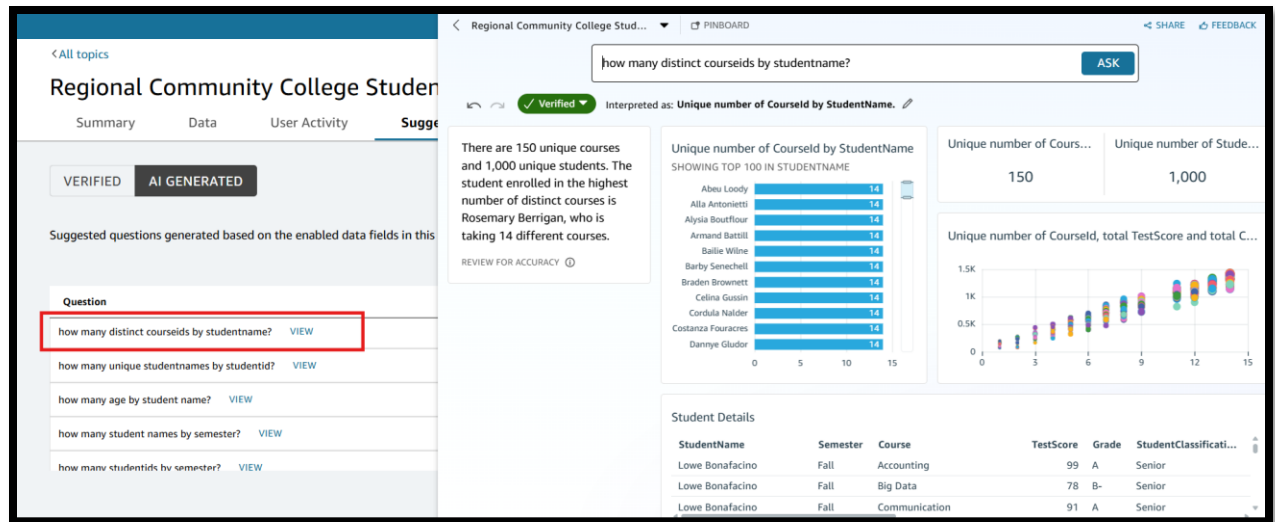 All topics
Regional Community College Studen
Summary Data User Activity Sugge
VERIFIED AI GENERATED
Suggested questions generated based on the enabled data fields in this
Question
how many distinct courseids by studentname? VIEW
how many unique studentnames by studentid? VIEW
how many age by student name? VIEW
how many student names by semester? VIEW
how many studentids by semester? VIEW
Regional Community College Stud... PINBOARD SHARE FEEDBACK
how many distinct courseids by studentname? ASK
Verified Interpreted as: Unique number of CourseId by StudentName.
There are 150 unique courses
and 1,000 unique students. The
student enrolled in the highest
number of distinct courses is
Rosemary Berrigan, who is
taking 14 different courses.
REVIEW FOR ACCURACY
Unique number of CourseId by StudentName
SHOWING TOP 100 IN STUDENTNAME
Abeu Loody 14
Alla Antonietti 14
Alysia Boutflour 14
Armand Battill 14
Bailie Wilne 14
Barby Senechell 14
Braden Brownett 14
Celina Gussin 14
Cordula Nalder 14
Costanza Fouracres 14
Dannye Gludor 14
0 5 10 15
Unique number of Cours... Unique number of Stude...
150 1,000
Unique number of CourseId, total TestScore and total C...
1.5K
1K
0.5K
0
0 3 6 9 12 15
Student Details
StudentName Semester Course TestScore Grade StudentClassificati...
Lowe Bonafacino Fall Accounting 99 A Senior
Lowe Bonafacino Fall Big Data 78 B- Senior
Lowe Bonafacino Fall Communication 91 A Senior